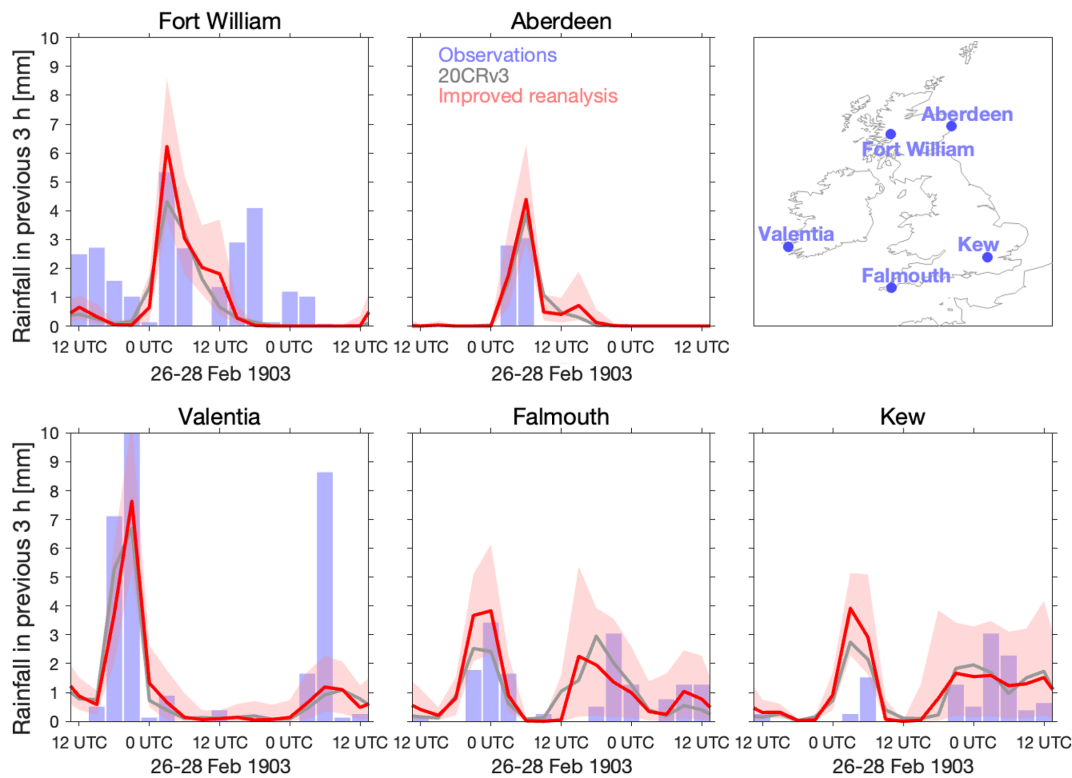 Fort William
Aberdeen
Rainfall in previous 3 h [mm]
10
9
8
7
6
5
4
3
2
1
0
12 UTC 0 UTC 12 UTC 0 UTC 12 UTC
26-28 Feb 1903
Observations
20CRv3
Improved reanalysis
12 UTC 0 UTC 12 UTC 0 UTC 12 UTC
26-28 Feb 1903
Aberdeen
Fort William
Valentia
Kew
Falmouth
Valentia
Falmouth
Kew
Rainfall in previous 3 h [mm]
10
9
8
7
6
5
4
3
2
1
0
12 UTC 0 UTC 12 UTC 0 UTC 12 UTC
26-28 Feb 1903
12 UTC 0 UTC 12 UTC 0 UTC 12 UTC
26-28 Feb 1903
12 UTC 0 UTC 12 UTC 0 UTC 12 UTC
26-28 Feb 1903